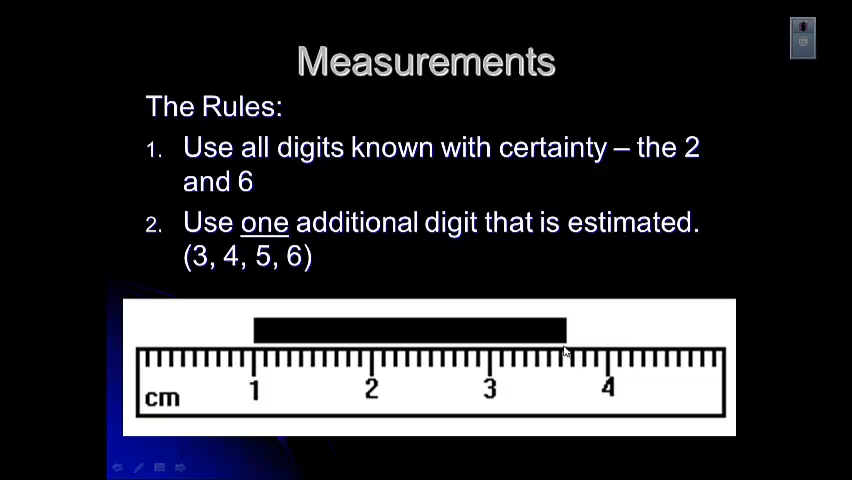 Measurements
The Rules:
1. Use all digits known with certainty – the 2
and 6
2. Use one additional digit that is estimated.
(3, 4, 5, 6)
cm 1 2 3 4